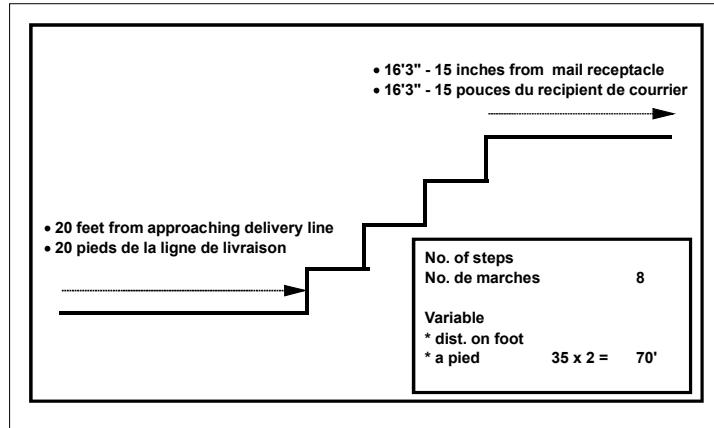 • 16'3" - 15 inches from mail receptacle
• 16'3" - 15 pouces du recipient de courrier
• 20 feet from approaching delivery line
• 20 pieds de la ligne de livraison
No. of steps
No. de marches 8
Variable
* dist. on foot
* a pied 35 x 2 = 70'